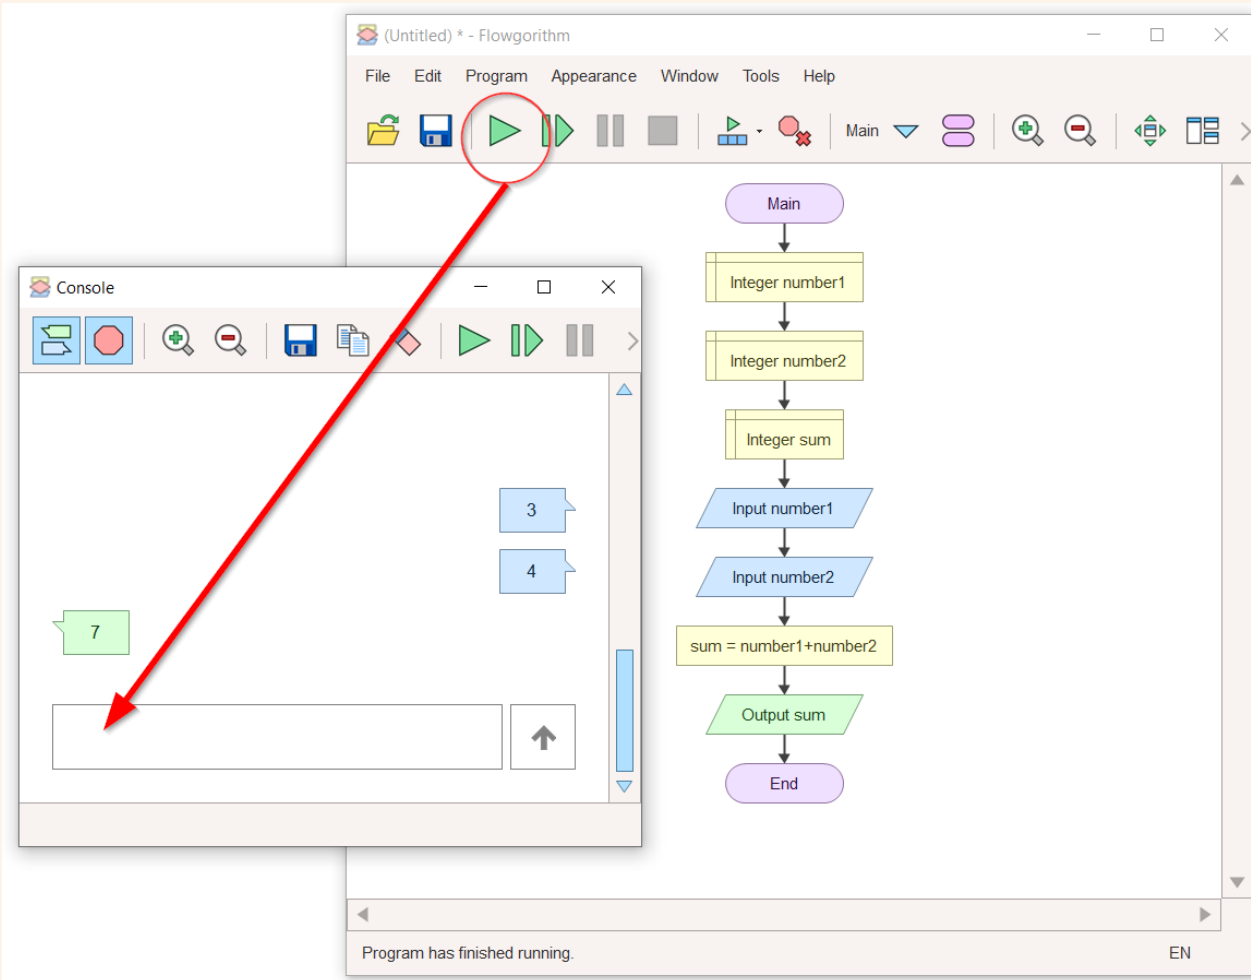 (Untitled) * - Flowgorithm
File Edit Program Appearance Window Tools Help
Main
Main
Integer number1
Integer number2
Integer sum
Input number1
Input number2
sum = number1+number2
Output sum
End
Program has finished running.
EN
Console
3
4
7